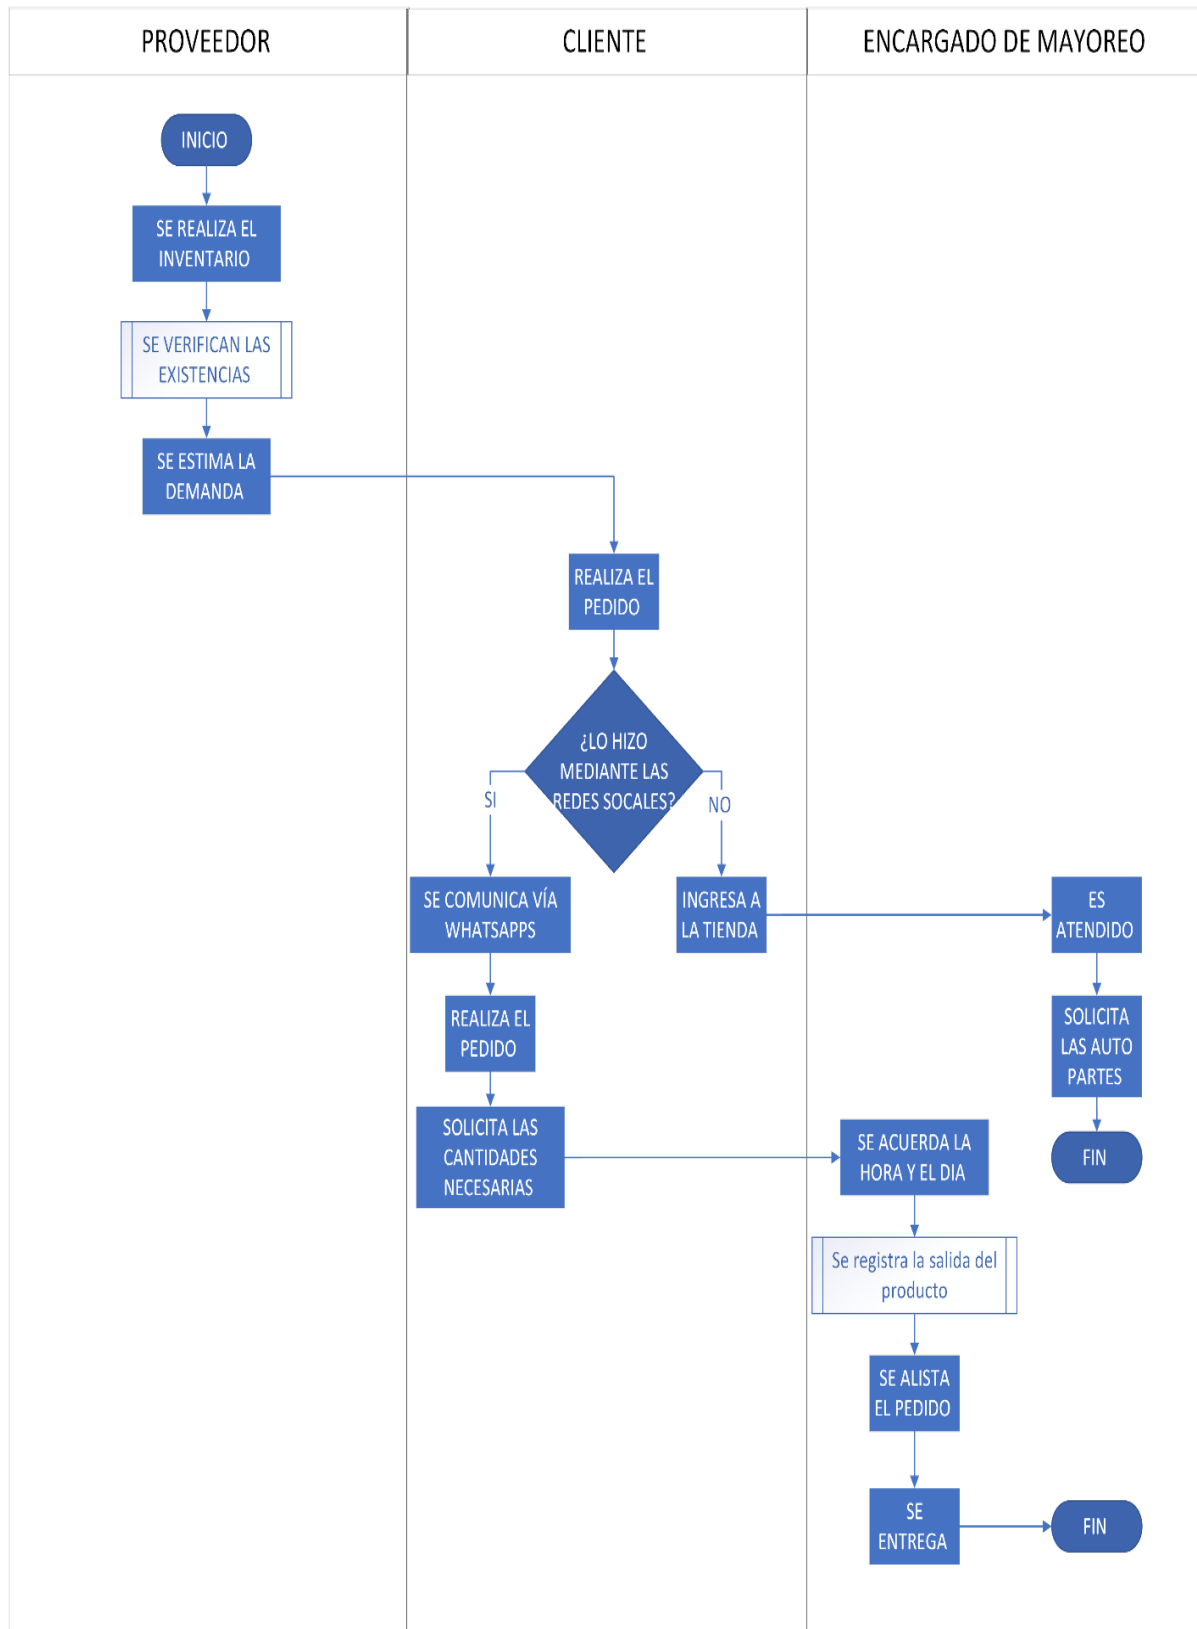 PROVEEDOR
CLIENTE
ENCARGADO DE MAYOREO
INICIO
SE REALIZA EL
INVENTARIO
SE VERIFICAN LAS
EXISTENCIAS
SE ESTIMA LA
DEMANDA
REALIZA EL
PEDIDO
¿LO HIZO
MEDIANTE LAS
REDES SOCALES?
SI
NO
SE COMUNICA VÍA
WHATSAPPS
INGRESA A
LA TIENDA
ES
ATENDIDO
REALIZA EL
PEDIDO
SOLICITA
LAS AUTO
PARTES
SOLICITA LAS
CANTIDADES
NECESARIAS
SE ACUERDA LA
HORA Y EL DIA
FIN
Se registra la salida del
producto
SE ALISTA
EL PEDIDO
SE
ENTREGA
FIN